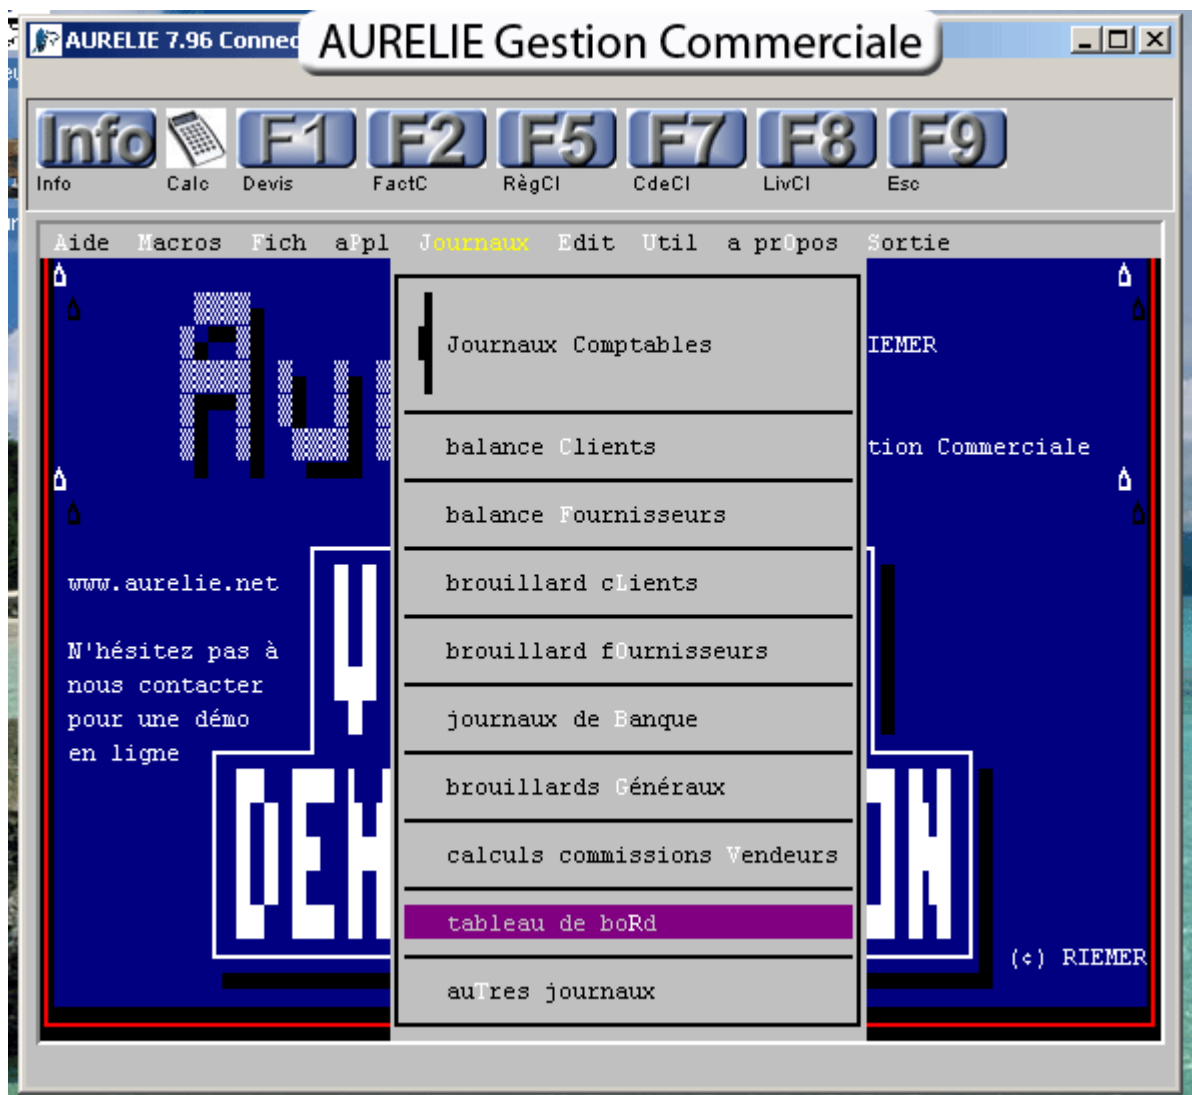 AURELIE 7.96 Connec
AURELIE Gestion Commerciale
Info F1 F2 F5 F7 F8 F9
Info Calc Devis FactC RègCl CdeCl LivCl Esc
Aide Macros Fich aPpl Journaux Edit Util a prOpos Sortie
Journaux Comptables
IEMER
balance Clients
tion Commerciale
balance Fournisseurs
www.aurelie.net
brouillard cLients
N'hésitez pas à
brouillard fOurnisseurs
nous contacter
pour une démo
journaux de Banque
en ligne
brouillards Généraux
calculs commissions Vendeurs
tableau de boRd
(¢) RIEMER
auTres journaux